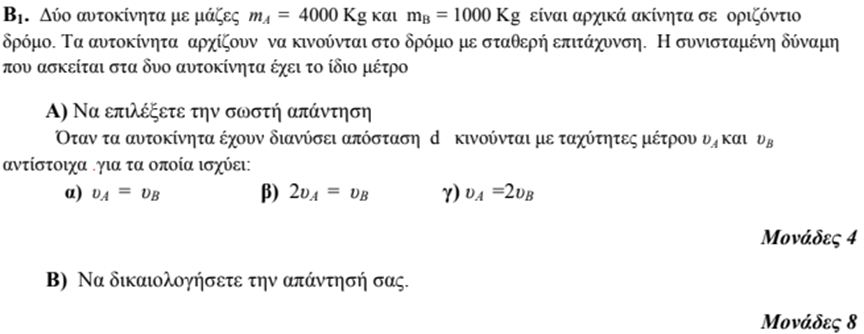 Β₁. Δύο αυτοκίνητα με μάζες m_A = 4000 Kg και m_B = 1000 Kg είναι αρχικά ακίνητα σε οριζόντιο
δρόμο. Τα αυτοκίνητα αρχίζουν να κινούνται στο δρόμο με σταθερή επιτάχυνση. Η συνισταμένη δύναμη
που ασκείται στα δυο αυτοκίνητα έχει το ίδιο μέτρο
Α) Να επιλέξετε την σωστή απάντηση
Όταν τα αυτοκίνητα έχουν διανύσει απόσταση d κινούνται με ταχύτητες μέτρου υ_A και υ_B
αντίστοιχα .για τα οποία ισχύει:
α) υ_A = υ_B β) 2υ_A = υ_B γ) υ_A =2υ_B
Μονάδες 4
Β) Να δικαιολογήσετε την απάντησή σας.
Μονάδες 8